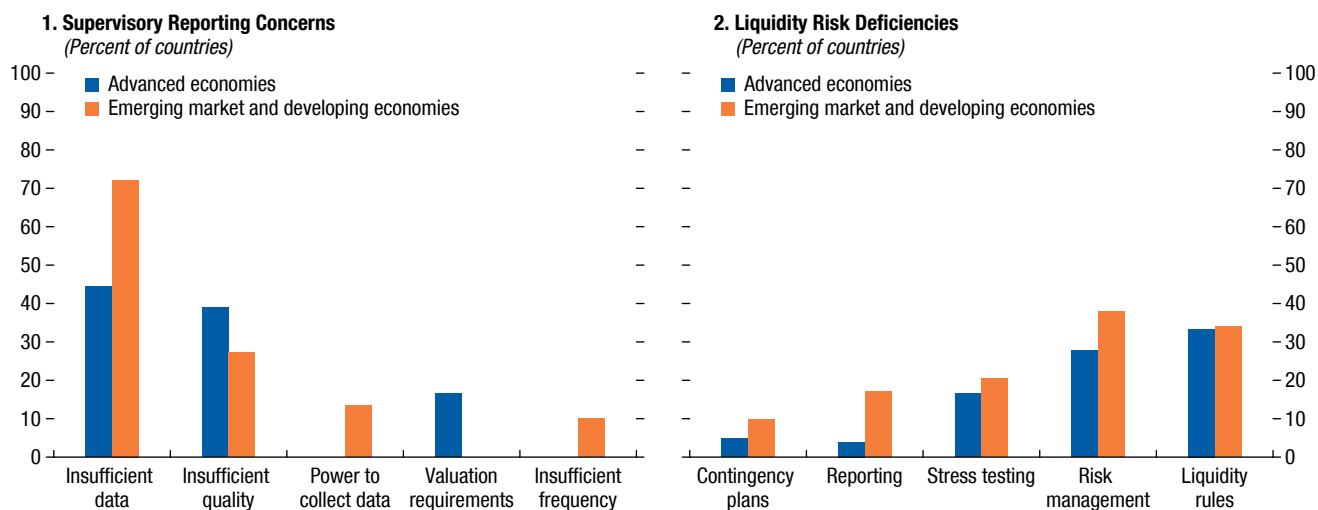 1. Supervisory Reporting Concerns
(Percent of countries)
Advanced economies
Emerging market and developing economies
100
90
80
70
60
50
40
30
20
10
0
Insufficient data
Insufficient quality
Power to collect data
Valuation requirements
Insufficient frequency
2. Liquidity Risk Deficiencies
(Percent of countries)
Advanced economies
Emerging market and developing economies
100
90
80
70
60
50
40
30
20
10
0
Contingency plans
Reporting
Stress testing
Risk management
Liquidity rules